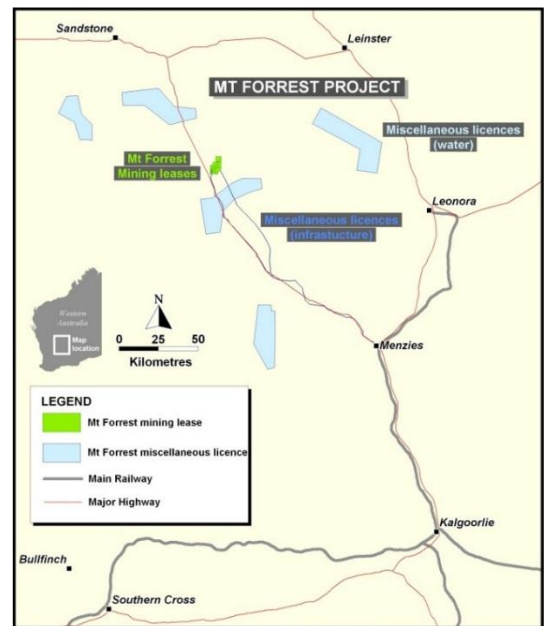 Sandstone
Leinster
MT FORREST PROJECT
Miscellaneous licences
(water)
Mt Forrest
Mining leases
Leonora
Miscellaneous licences
(infrastucture)
Western
Australia
Map
location
N
0 25 50
Kilometres
Menzies
LEGEND
Mt Forrest mining lease
Mt Forrest miscellaneous licence
Main Railway
Major Highway
Kalgoorlie
Bullfinch
Southern Cross